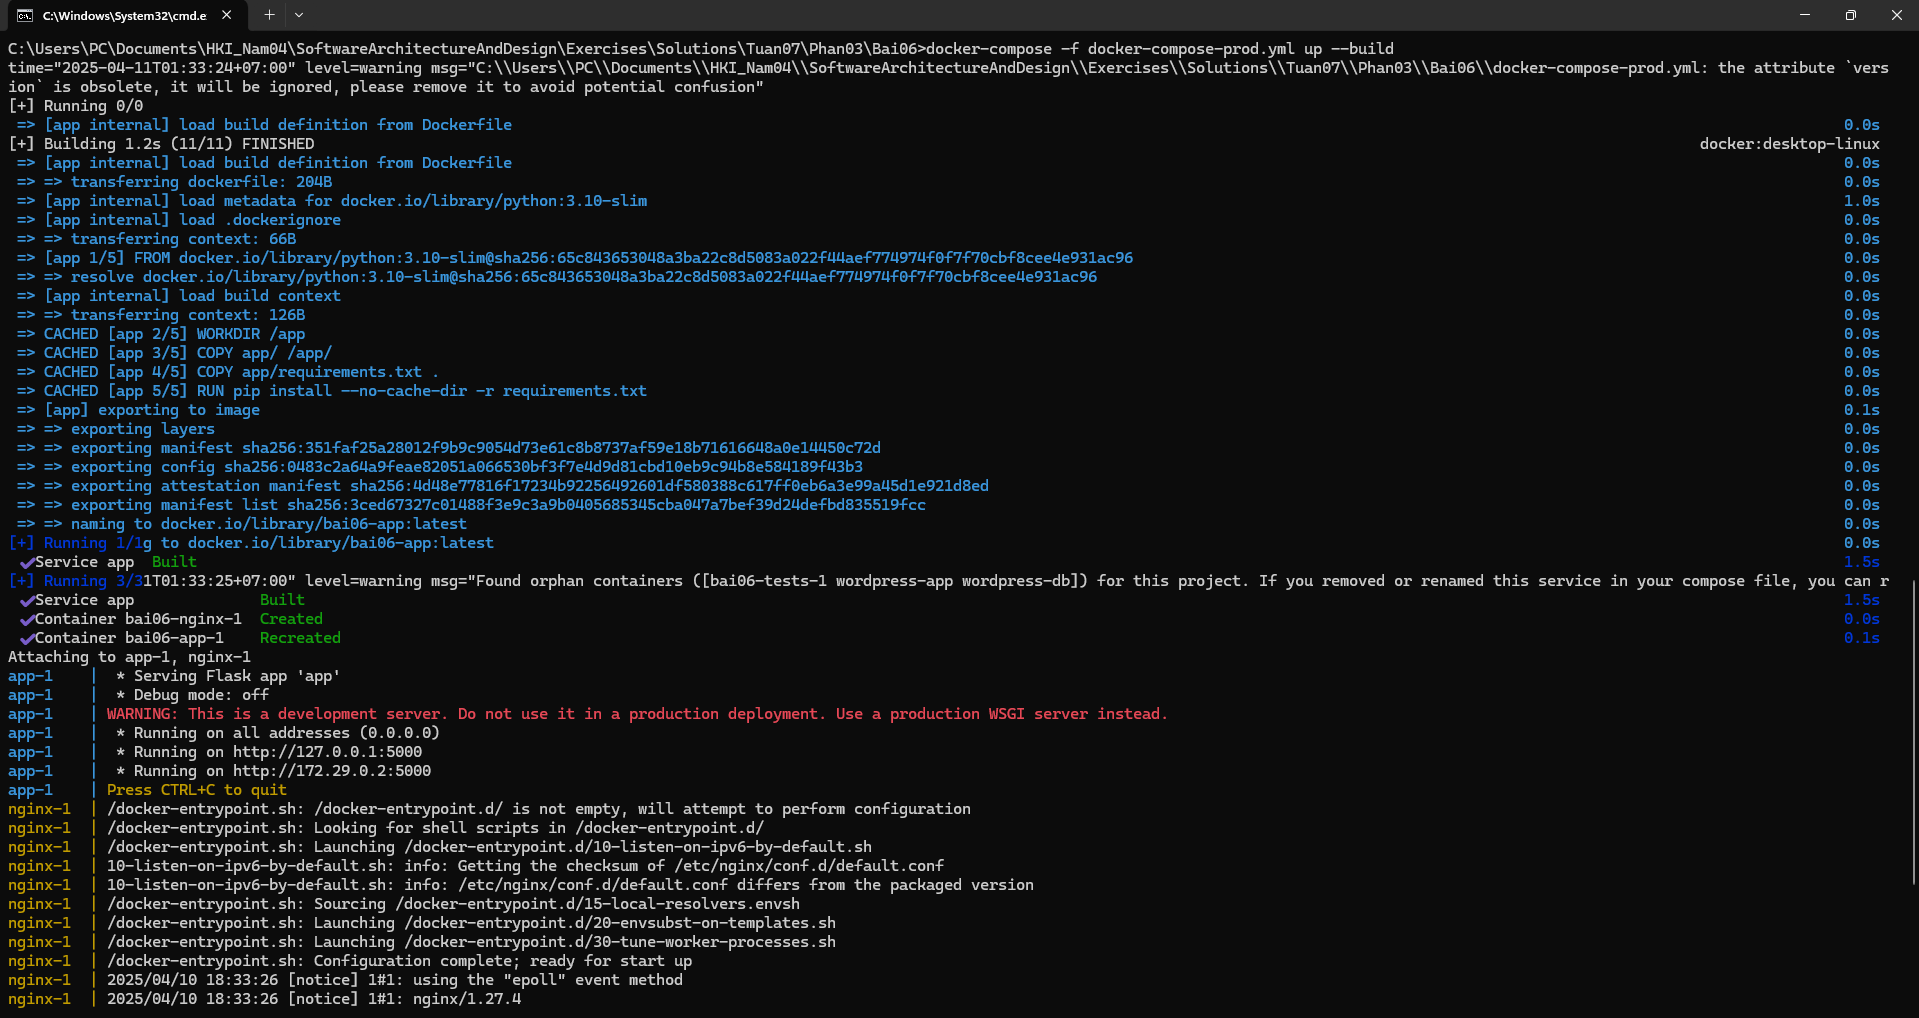 C:\Windows\System32\cmd.e
C:\Users\PC\Documents\HKI_Nam04\SoftwareArchitectureAndDesign\Exercises\Solutions\Tuan07\Phan03\Bai06>docker-compose -f docker-compose-prod.yml up --build
time="2025-04-11T01:33:24+07:00" level=warning msg="C:\\Users\\PC\\Documents\\HKI_Nam04\\SoftwareArchitectureAndDesign\\Exercises\\Solutions\\Tuan07\\Phan03\\Bai06\\docker-compose-prod.yml: the attribute `vers
ion` is obsolete, it will be ignored, please remove it to avoid potential confusion"
[+] Running 0/0
 => [app internal] load build definition from Dockerfile 0.0s
[+] Building 1.2s (11/11) FINISHED docker:desktop-linux
 => [app internal] load build definition from Dockerfile 0.0s
 => => transferring dockerfile: 204B 0.0s
 => [app internal] load metadata for docker.io/library/python:3.10-slim 1.0s
 => [app internal] load .dockerignore 0.0s
 => => transferring context: 66B 0.0s
 => [app 1/5] FROM docker.io/library/python:3.10-slim@sha256:65c843653048a3ba22c8d5083a022f44aef774974f0f7f70cbf8cee4e931ac96 0.0s
 => => resolve docker.io/library/python:3.10-slim@sha256:65c843653048a3ba22c8d5083a022f44aef774974f0f7f70cbf8cee4e931ac96 0.0s
 => [app internal] load build context 0.0s
 => => transferring context: 126B 0.0s
 => CACHED [app 2/5] WORKDIR /app 0.0s
 => CACHED [app 3/5] COPY app/ /app/ 0.0s
 => CACHED [app 4/5] COPY app/requirements.txt . 0.0s
 => CACHED [app 5/5] RUN pip install --no-cache-dir -r requirements.txt 0.0s
 => [app] exporting to image 0.1s
 => => exporting layers 0.0s
 => => exporting manifest sha256:351faf25a28012f9b9c9054d73e61c8b8737af59e18b71616648a0e14450c72d 0.0s
 => => exporting config sha256:0483c2a64a9feae82051a066530bf3f7e4d9d81cbd10eb9c94b8e584189f43b3 0.0s
 => => exporting attestation manifest sha256:4d48e77816f17234b92256492601df580388c617ff0eb6a3e99a45d1e921d8ed 0.0s
 => => exporting manifest list sha256:3ced67327c01488f3e9c3a9b0405685345cba047a7bef39d24defbd835519fcc 0.0s
 => => naming to docker.io/library/bai06-app:latest 0.0s
[+] Running 1/1g to docker.io/library/bai06-app:latest 0.0s
 ✔Service app  Built 1.5s
[+] Running 3/31T01:33:25+07:00" level=warning msg="Found orphan containers ([bai06-tests-1 wordpress-app wordpress-db]) for this project. If you removed or renamed this service in your compose file, you can r
 ✔Service app Built 1.5s
 ✔Container bai06-nginx-1  Created 0.0s
 ✔Container bai06-app-1 Recreated 0.1s
Attaching to app-1, nginx-1
app-1    |  * Serving Flask app 'app'
app-1    |  * Debug mode: off
app-1    | WARNING: This is a development server. Do not use it in a production deployment. Use a production WSGI server instead.
app-1    |  * Running on all addresses (0.0.0.0)
app-1    |  * Running on http://127.0.0.1:5000
app-1    |  * Running on http://172.29.0.2:5000
app-1    | Press CTRL+C to quit
nginx-1  | /docker-entrypoint.sh: /docker-entrypoint.d/ is not empty, will attempt to perform configuration
nginx-1  | /docker-entrypoint.sh: Looking for shell scripts in /docker-entrypoint.d/
nginx-1  | /docker-entrypoint.sh: Launching /docker-entrypoint.d/10-listen-on-ipv6-by-default.sh
nginx-1  | 10-listen-on-ipv6-by-default.sh: info: Getting the checksum of /etc/nginx/conf.d/default.conf
nginx-1  | 10-listen-on-ipv6-by-default.sh: info: /etc/nginx/conf.d/default.conf differs from the packaged version
nginx-1  | /docker-entrypoint.sh: Sourcing /docker-entrypoint.d/15-local-resolvers.envsh
nginx-1  | /docker-entrypoint.sh: Launching /docker-entrypoint.d/20-envsubst-on-templates.sh
nginx-1  | /docker-entrypoint.sh: Launching /docker-entrypoint.d/30-tune-worker-processes.sh
nginx-1  | /docker-entrypoint.sh: Configuration complete; ready for start up
nginx-1  | 2025/04/10 18:33:26 [notice] 1#1: using the "epoll" event method
nginx-1  | 2025/04/10 18:33:26 [notice] 1#1: nginx/1.27.4